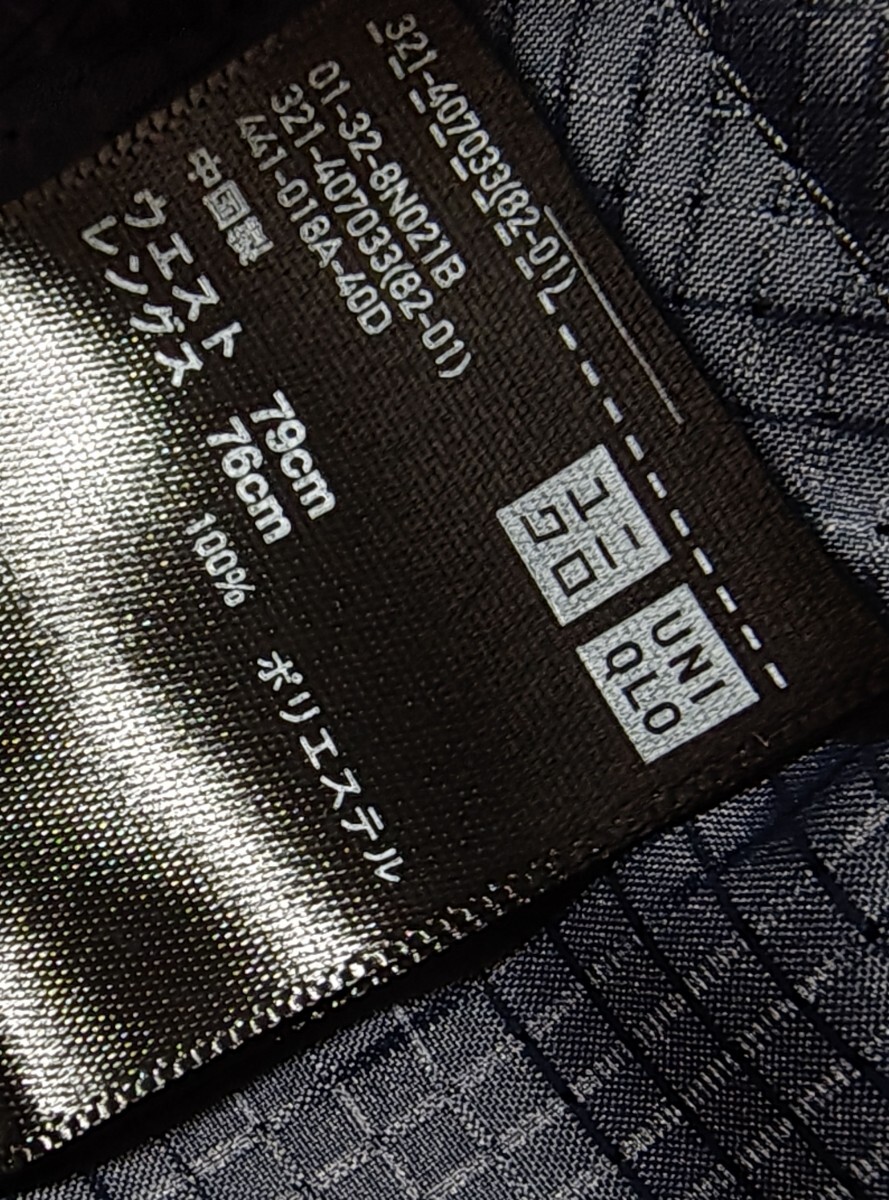 321-407033(82-01)
01-32-8N021B
321-407033(82-01)
441-018A-40D
中国製
ウエスト 79cm
レングス 76cm
100% ポリエステル
ユニ
クロ
UNI
QLO